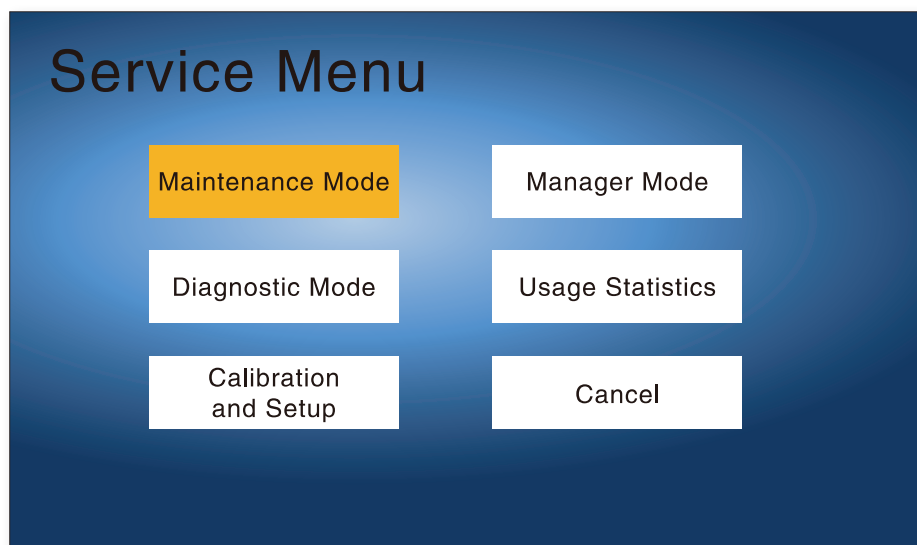 Service Menu
Maintenance Mode
Manager Mode
Diagnostic Mode
Usage Statistics
Calibration
and Setup
Cancel